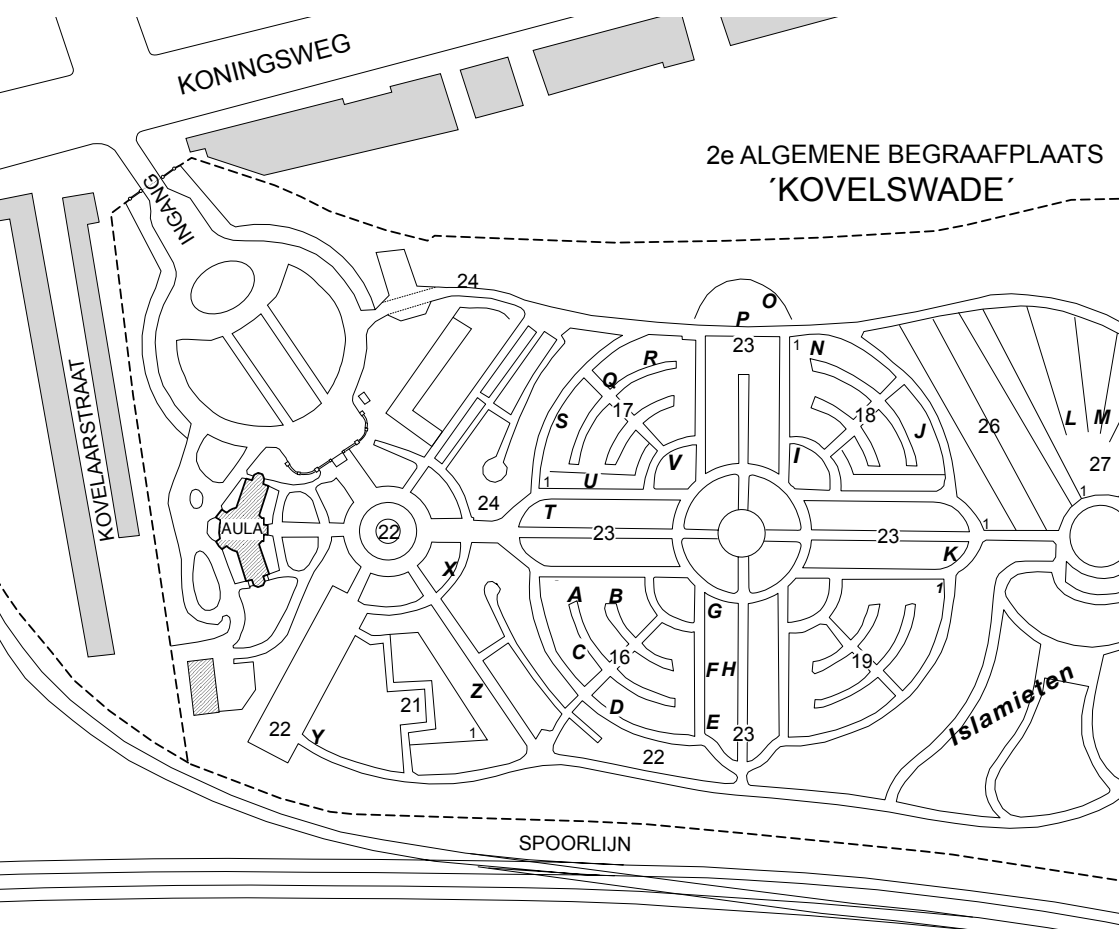 KONINGSWEG
2e ALGEMENE BEGRAAFPLAATS
´KOVELSWADE´
INGANG
KOVELAARSTRAAT
24
O
P
23
1
N
R
Q
17
S
18
J
L
M
26
27
V
I
1
U
1
24
T
1
AULA
22
23
23
K
X
A
B
1
G
C
16
19
F
H
Z
21
D
E
Islamieten
22
Y
1
23
22
SPOORLIJN